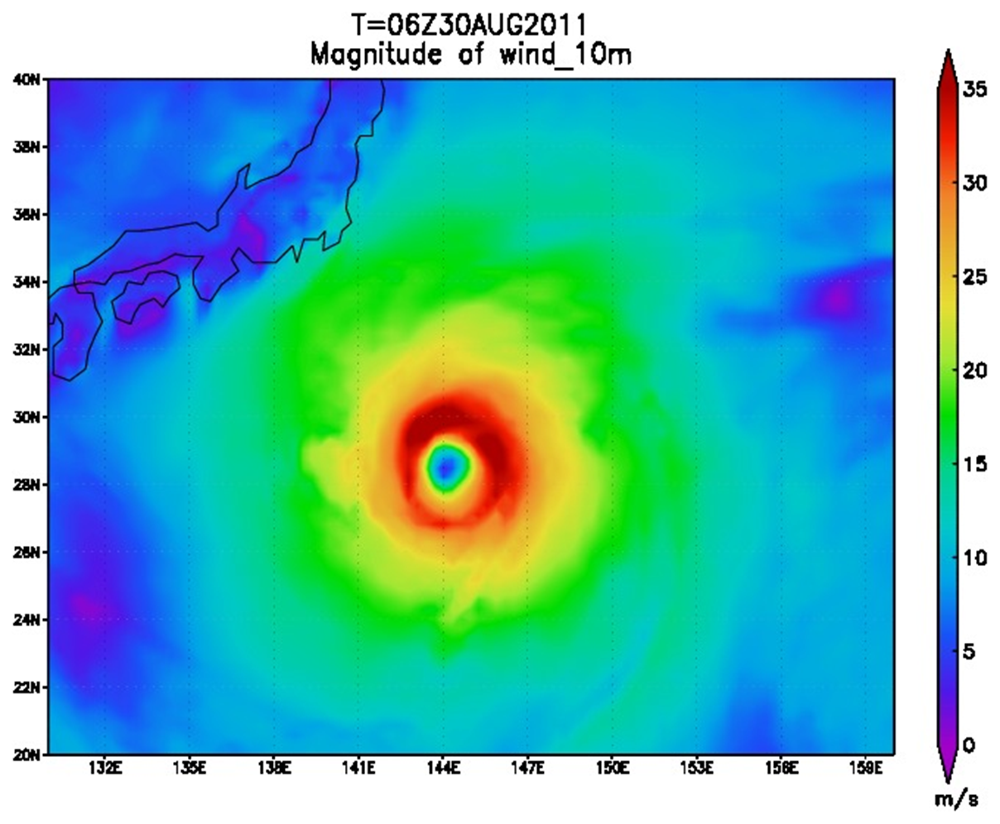 T=06Z30AUG2011
Magnitude of wind_10m
40N
38N
36N
34N
32N
30N
28N
26N
24N
22N
20N
132E 135E 138E 141E 144E 147E 150E 153E 156E 159E
35
30
25
20
15
10
5
0
m/s